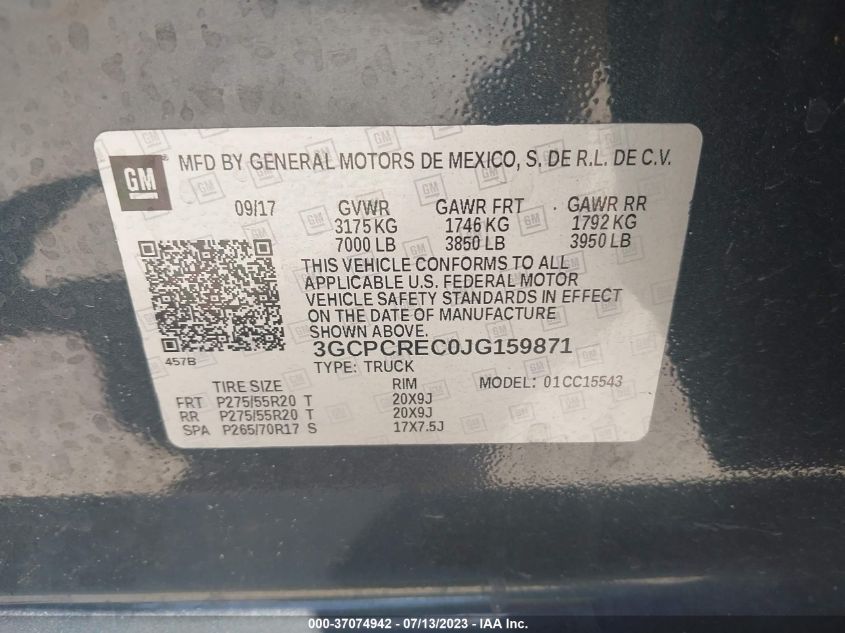 GM
MFD BY GENERAL MOTORS DE MEXICO, S. DE R.L. DE C.V.
09/17 GVWR GAWR FRT GAWR RR
3175 KG 1746 KG 1792 KG
7000 LB 3850 LB 3950 LB
THIS VEHICLE CONFORMS TO ALL
APPLICABLE U.S. FEDERAL MOTOR
VEHICLE SAFETY STANDARDS IN EFFECT
ON THE DATE OF MANUFACTURE
SHOWN ABOVE.
457B
3GCPCREC0JG159871
TYPE: TRUCK
TIRE SIZE RIM MODEL: 01CC15543
FRT P275/55R20 T 20X9J
RR P275/55R20 T 20X9J
SPA P265/70R17 S 17X7.5J
000-37074942 / 07/13/2023 - IAA Inc.